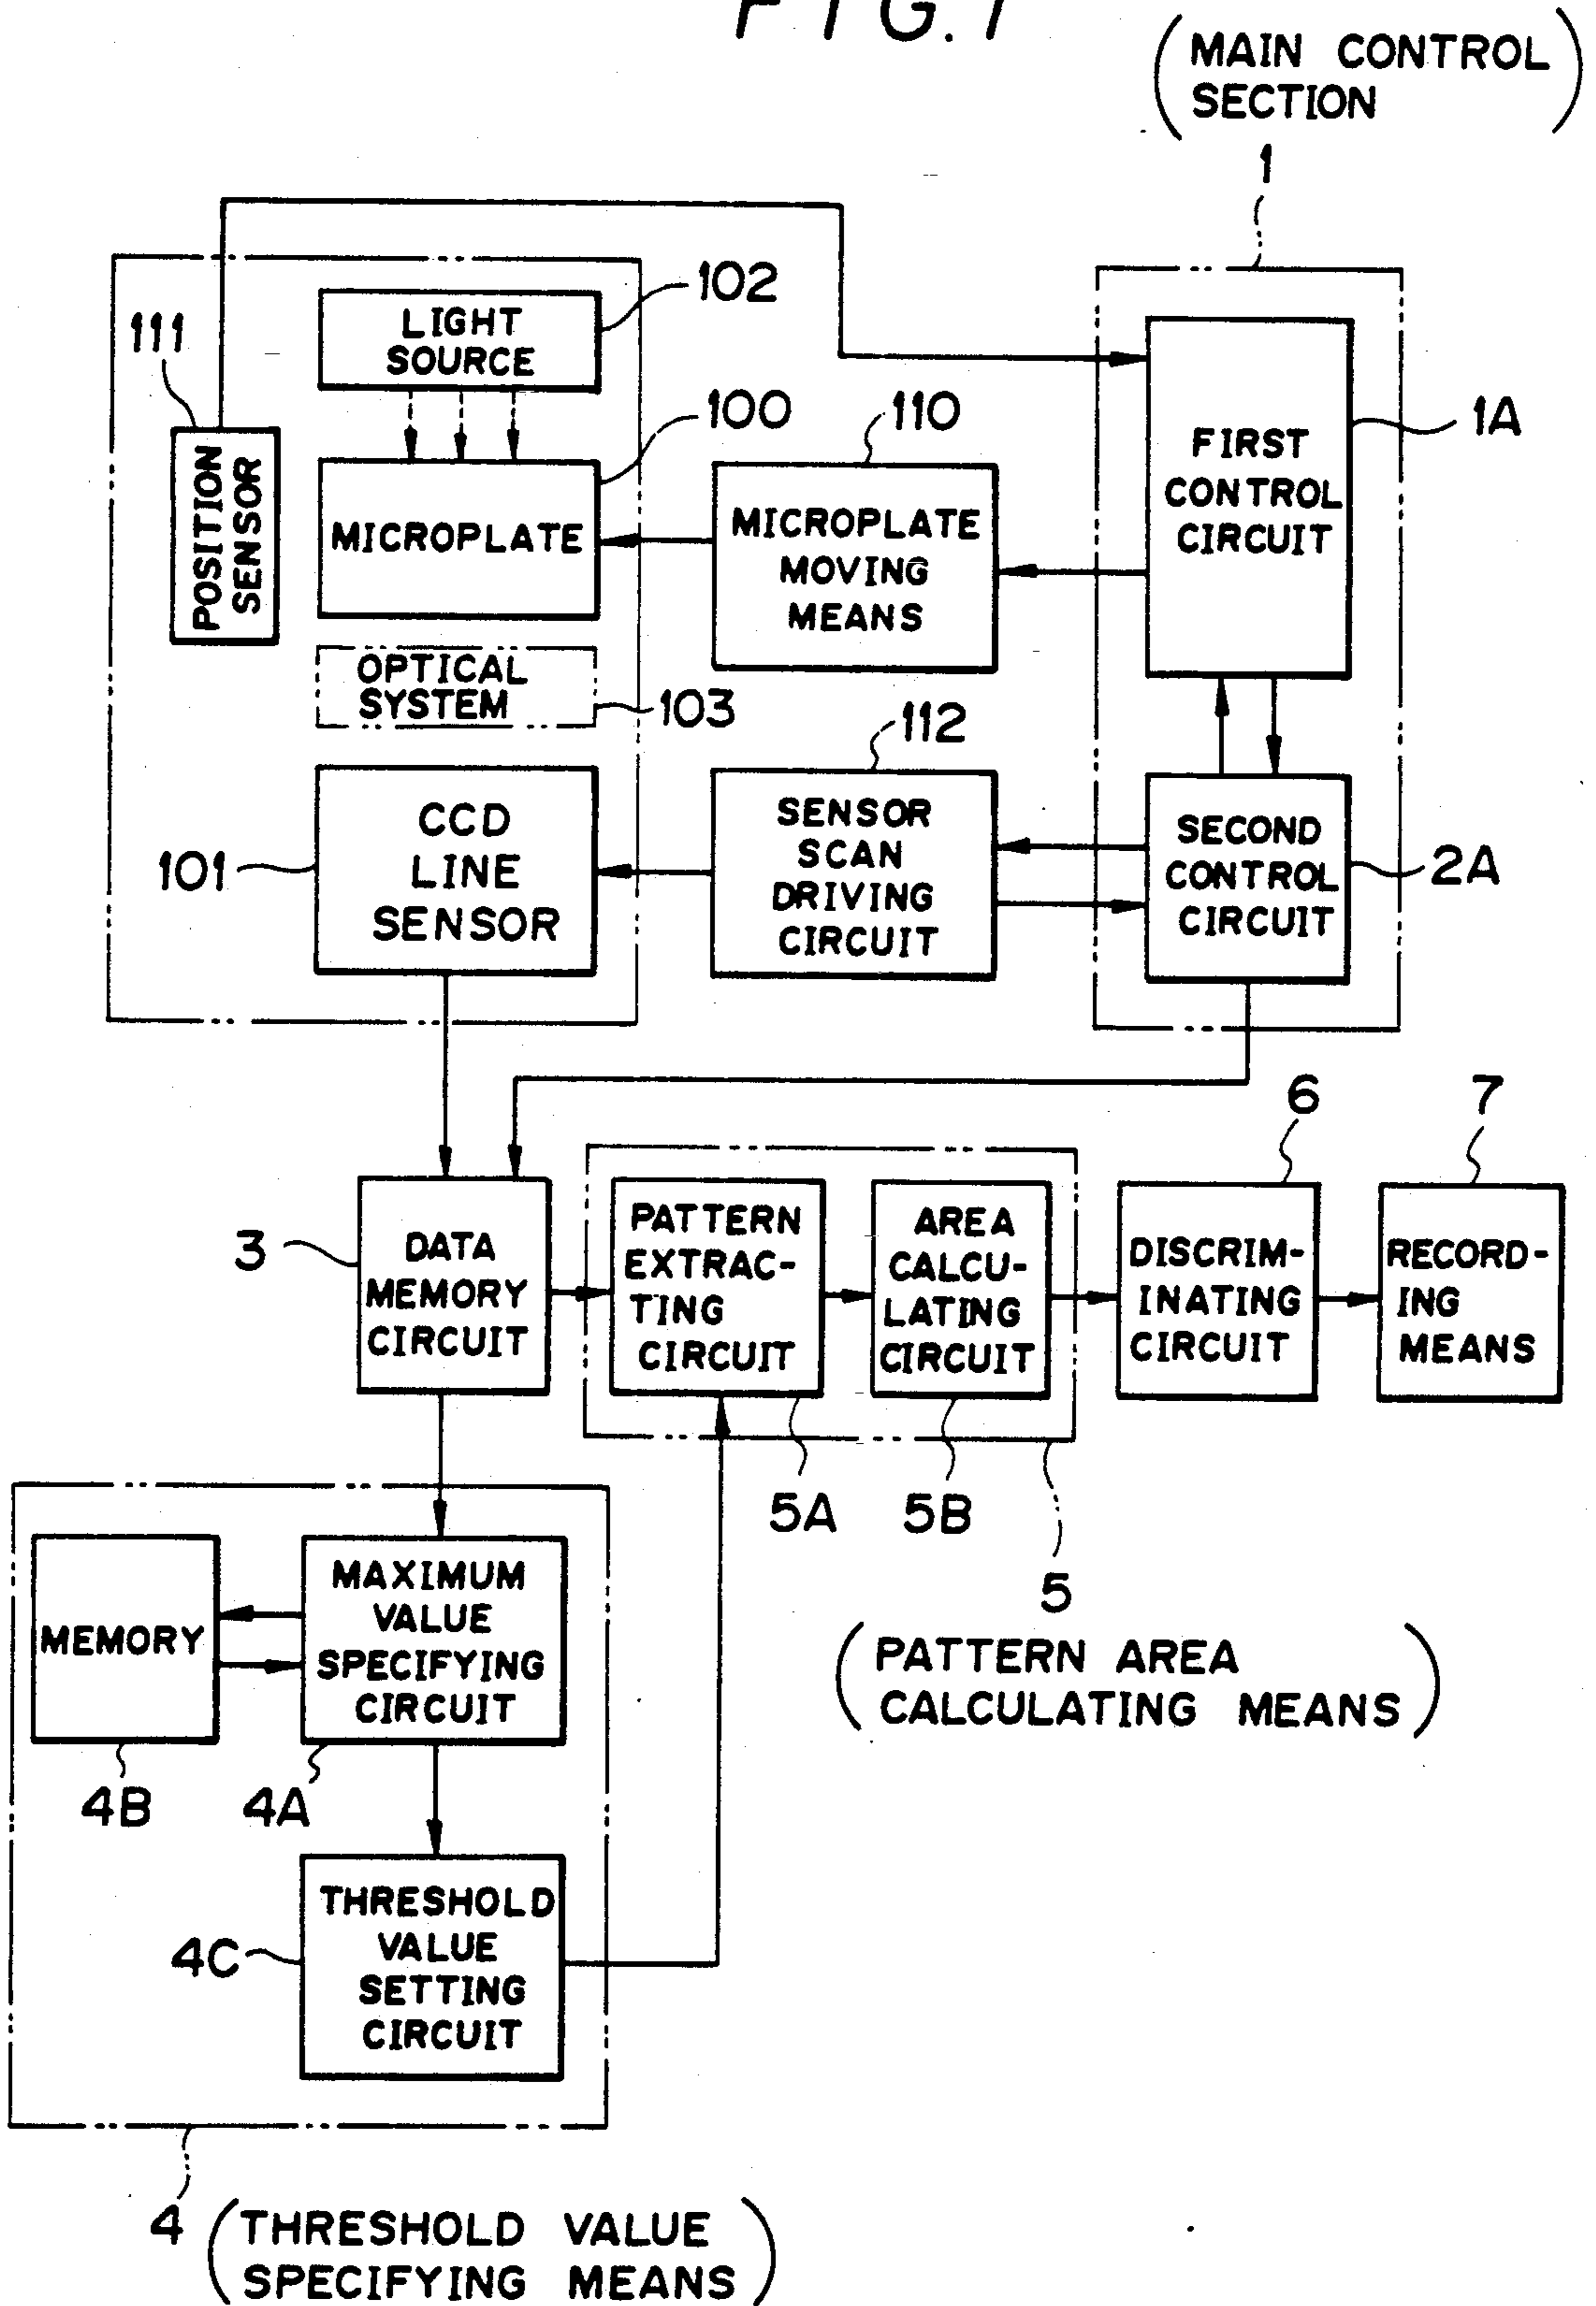 FIG. 1
(MAIN CONTROL
SECTION)
1
102
LIGHT
SOURCE
111
POSITION
SENSOR
100
MICROPLATE
110
MICROPLATE
MOVING
MEANS
1A
FIRST
CONTROL
CIRCUIT
OPTICAL
SYSTEM
103
112
101
CCD
LINE
SENSOR
SENSOR
SCAN
DRIVING
CIRCUIT
SECOND
CONTROL
CIRCUIT
2A
6
7
3
DATA
MEMORY
CIRCUIT
PATTERN
EXTRAC-
TING
CIRCUIT
AREA
CALCU-
LATING
CIRCUIT
DISCRIM-
INATING
CIRCUIT
RECORD-
ING
MEANS
5A
5B
5
(PATTERN AREA
CALCULATING MEANS)
MEMORY
MAXIMUM
VALUE
SPECIFYING
CIRCUIT
4B
4A
4C
THRESHOLD
VALUE
SETTING
CIRCUIT
4 (THRESHOLD VALUE
SPECIFYING MEANS)